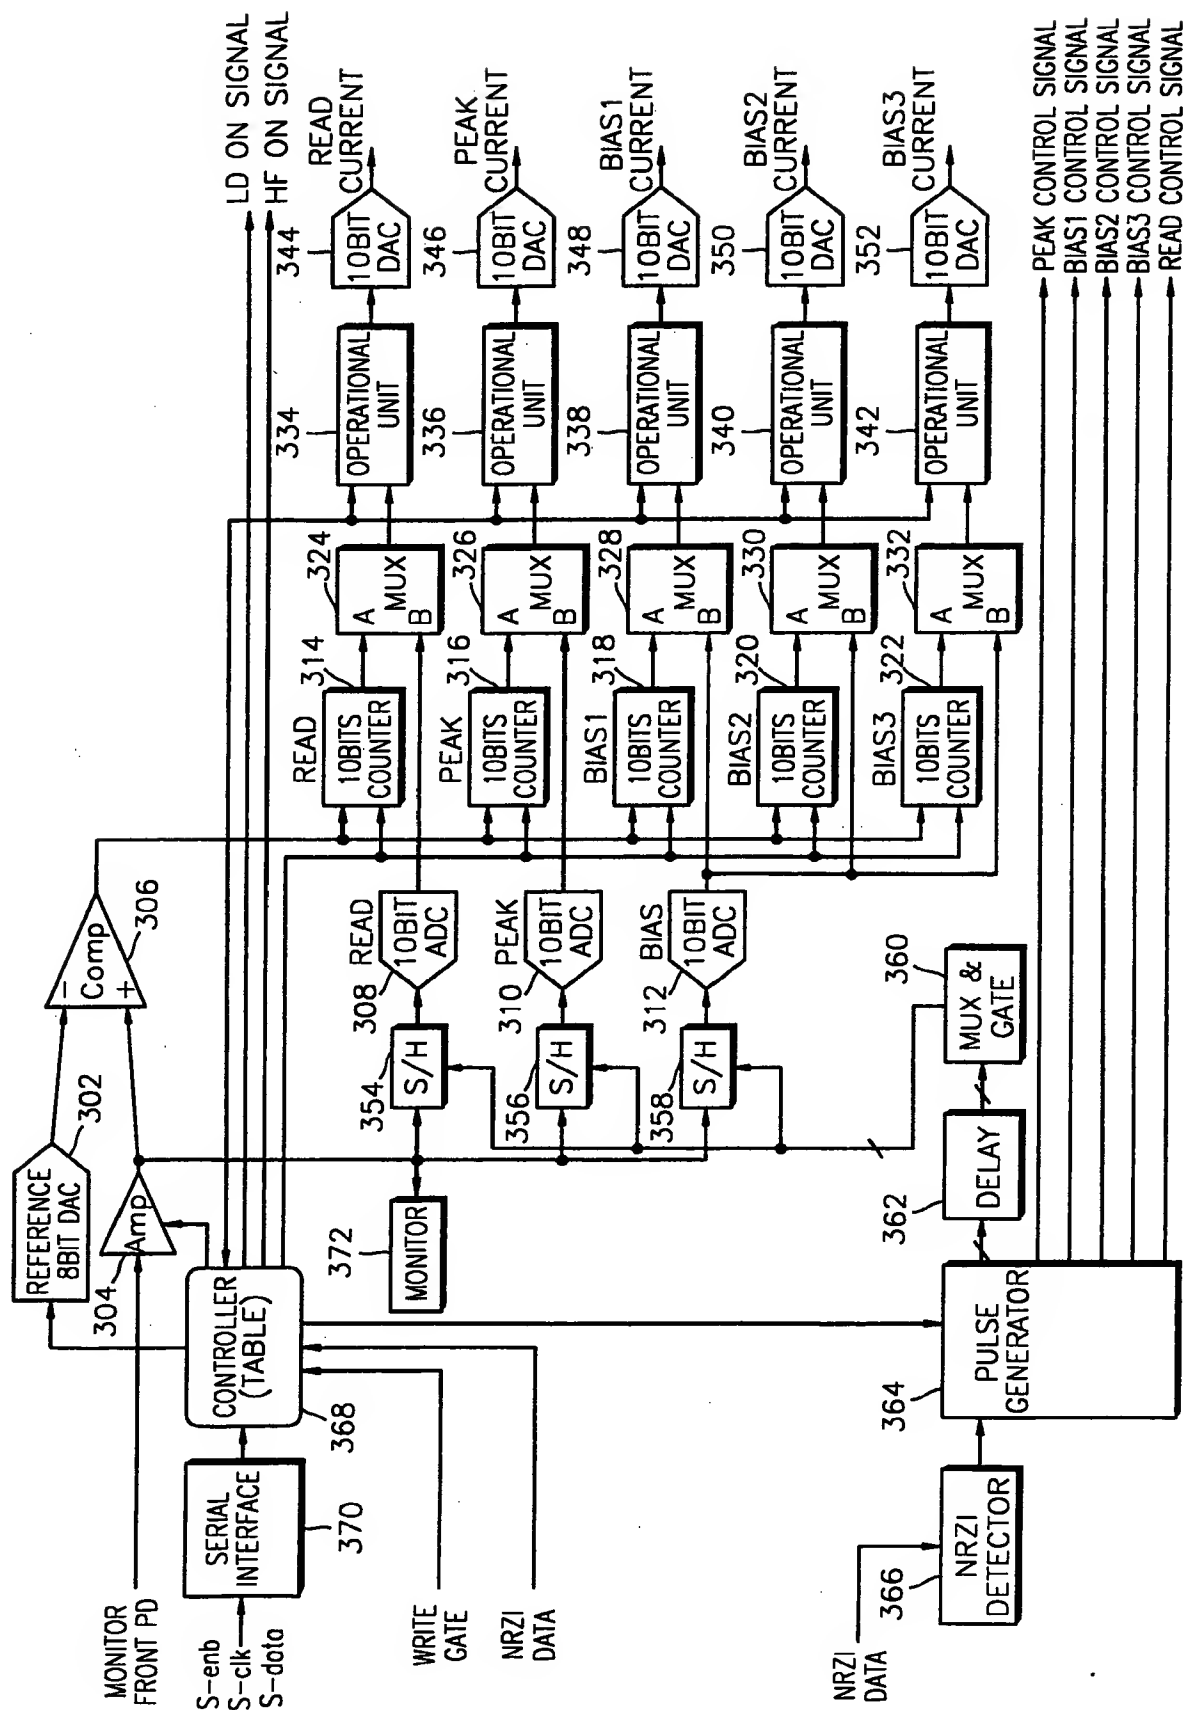 LD ON SIGNAL
HF ON SIGNAL
REFERENCE
8BIT DAC
302
Amp
304
Comp
-
+
306
MONITOR
FRONT PD
S-enb
S-clk
S-data
SERIAL
INTERFACE
370
CONTROLLER
(TABLE)
368
WRITE
GATE
NRZI
DATA
MONITOR
372
354
S/H
356
S/H
358
S/H
READ
308
10BIT
ADC
PEAK
310
10BIT
ADC
BIAS
312
10BIT
ADC
READ
10BITS
COUNTER
314
PEAK
10BITS
COUNTER
316
BIAS1
10BITS
COUNTER
318
BIAS2
10BITS
COUNTER
320
BIAS3
10BITS
COUNTER
322
324
A
MUX
B
326
A
MUX
B
328
A
MUX
B
330
A
MUX
B
332
A
MUX
B
334
OPERATIONAL
UNIT
336
OPERATIONAL
UNIT
338
OPERATIONAL
UNIT
340
OPERATIONAL
UNIT
342
OPERATIONAL
UNIT
344
10BIT
DAC
346
10BIT
DAC
348
10BIT
DAC
350
10BIT
DAC
352
10BIT
DAC
READ
CURRENT
PEAK
CURRENT
BIAS1
CURRENT
BIAS2
CURRENT
BIAS3
CURRENT
NRZI
DATA
366
NRZI
DETECTOR
364
PULSE
GENERATOR
362
DELAY
360
MUX &
GATE
PEAK CONTROL SIGNAL
BIAS1 CONTROL SIGNAL
BIAS2 CONTROL SIGNAL
BIAS3 CONTROL SIGNAL
READ CONTROL SIGNAL